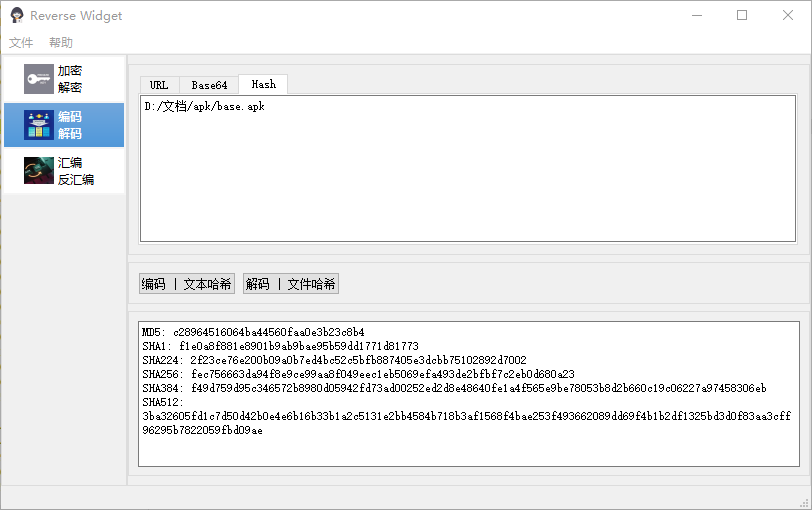 Reverse Widget
文件 帮助
加密
解密
编码
解码
汇编
反汇编
URL Base64 Hash
D:/文档/apk/base.apk
编码 | 文本哈希 解码 | 文件哈希
MD5: c28964516064ba44560faa0e3b23c8b4
SHA1: f1e0a8f881e8901b9ab9bae95b59dd1771d81773
SHA224: 2f23ce76e200b09a0b7ed4bc52c5bfb887405e3dcbb75102892d7002
SHA256: fec756663da94f8e9ce99aa8f049eec1eb5069efa493de2bfbf7c2eb0d680a23
SHA384: f49d759d95c346572b8980d05942fd73ad00252ed2d8e48640fe1a4f565e9be78053b8d2b660c19c06227a97458306eb
SHA512:
3ba32605fd1c7d50d42b0e4e6b16b33b1a2c5131e2bb4584b718b3af1568f4bae253f493662089dd69f4b1b2df1325bd3d0f83aa3cff
96295b7822059fbd09ae